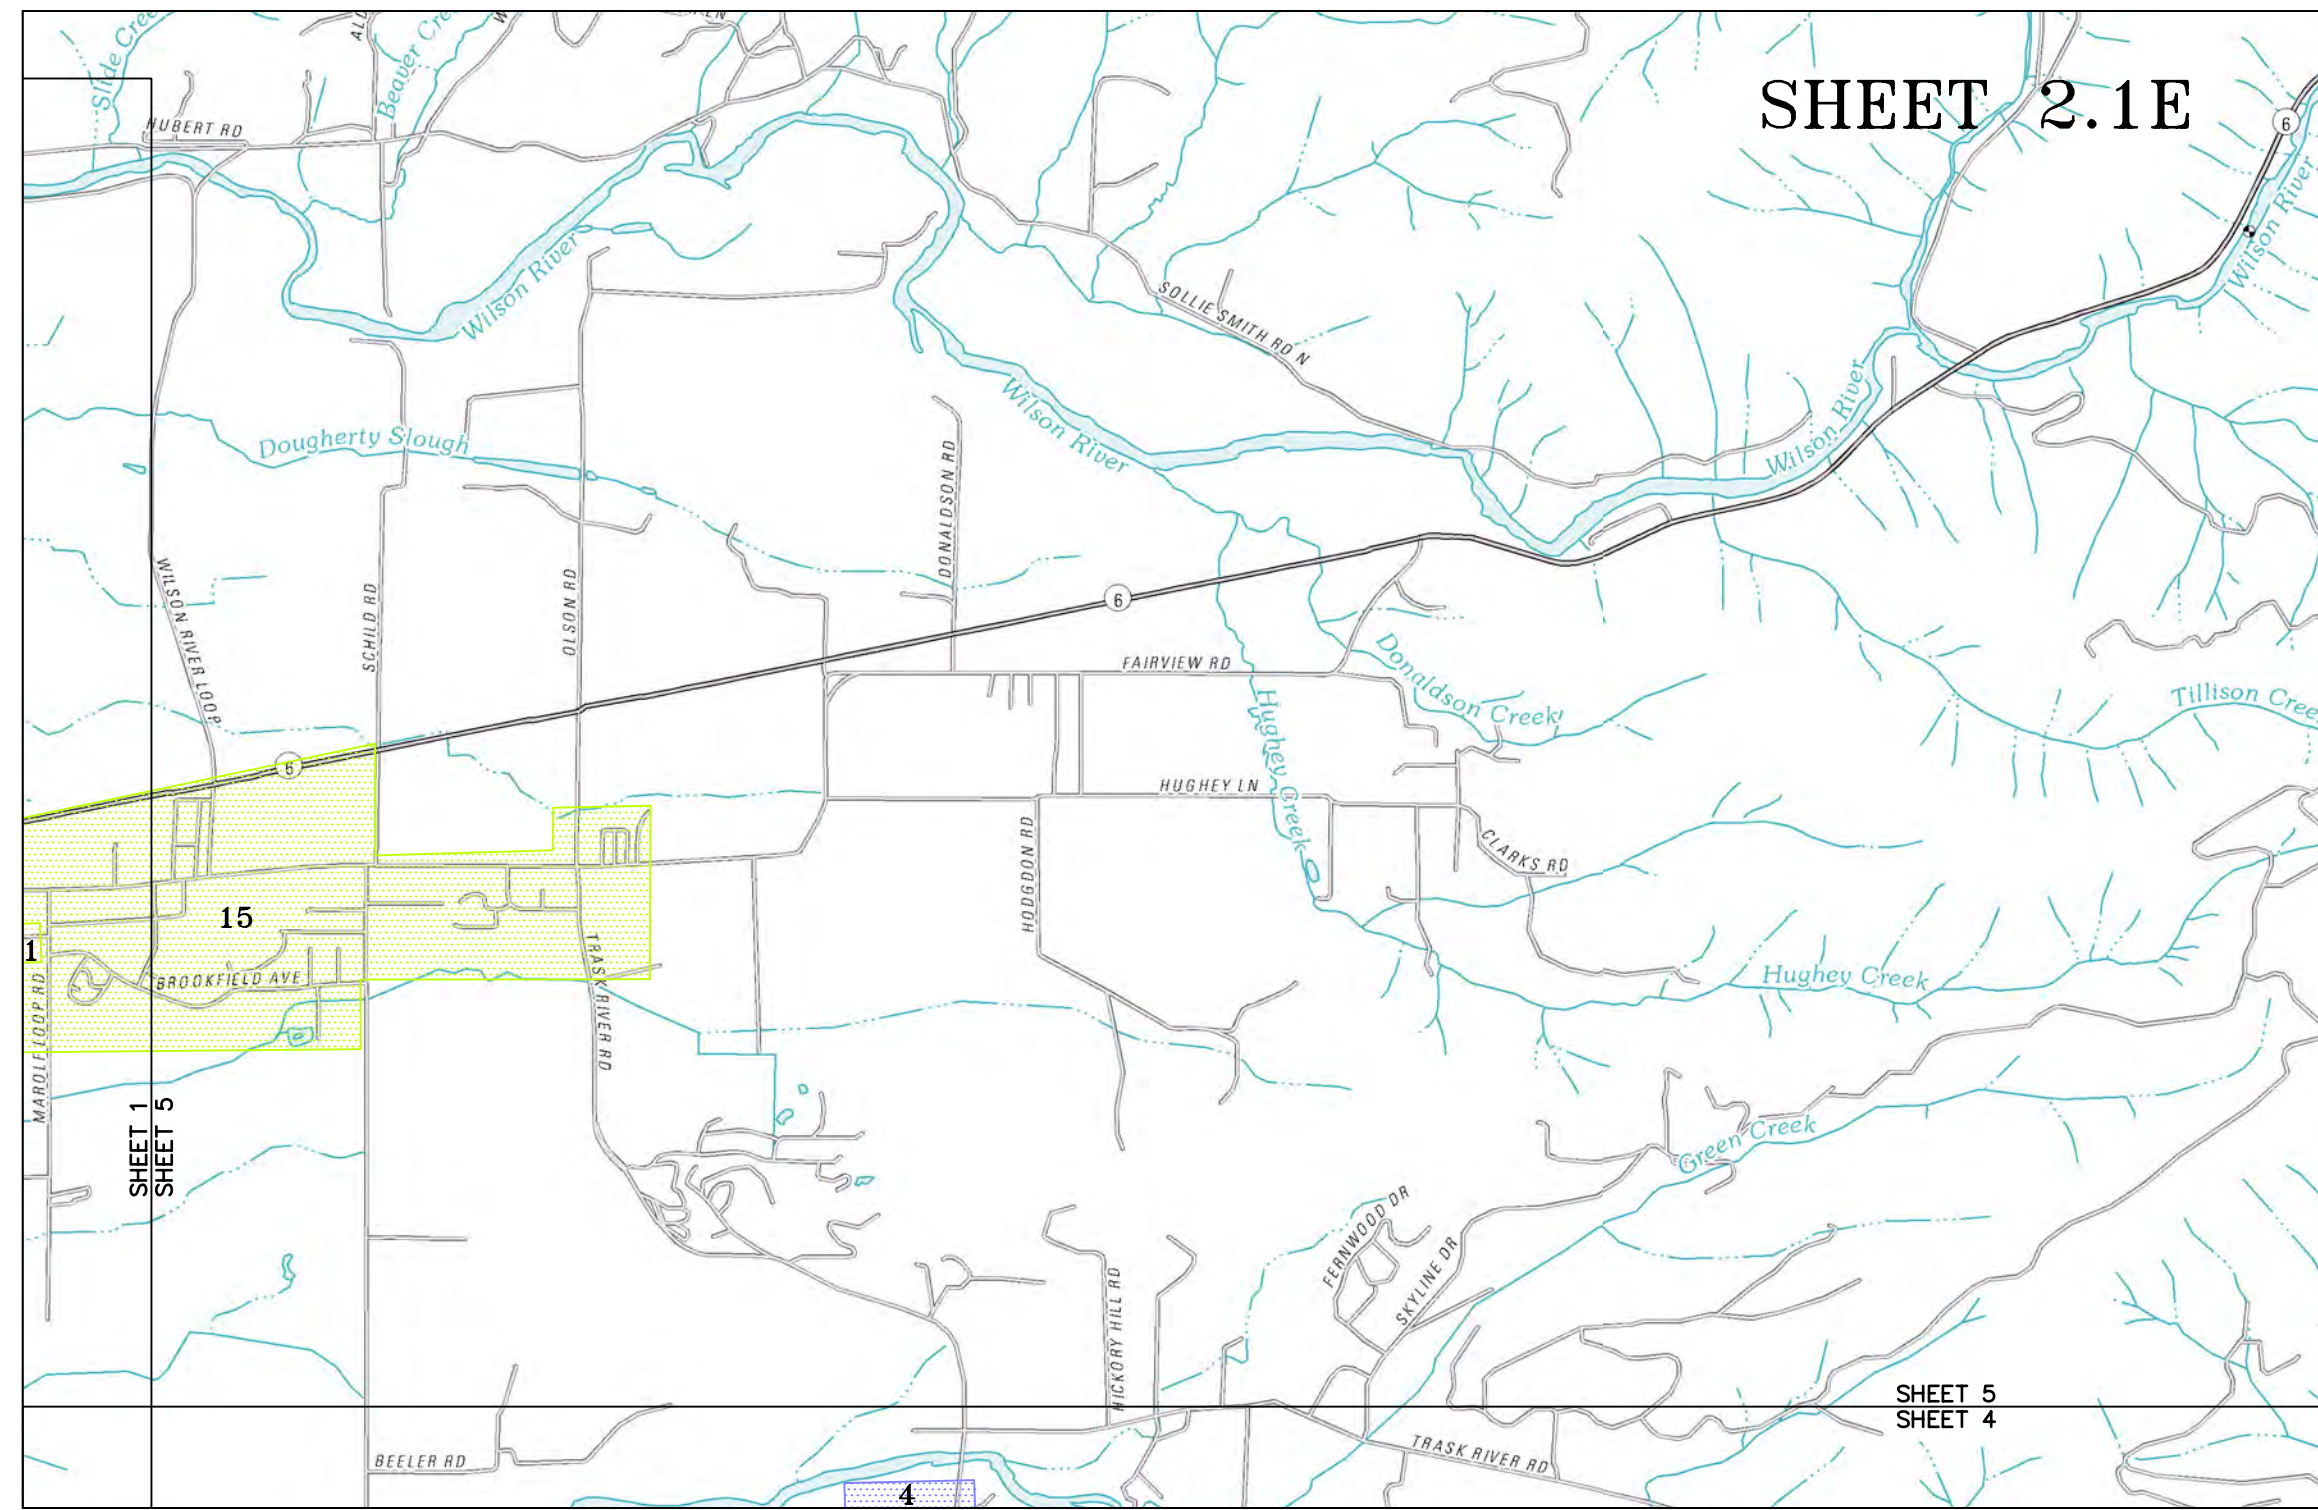 SHEET 2.1E
Slide Cree
Beaver Cre
HUBERT RD
6
Wilson River
Wilson River
SOLLIE SMITH RD N
Wilson River
Wilson River
Dougherty Slough
DONALDSON RD
WILSON RIVER LOOP
SCHILD RD
OLSON RD
6
FAIRVIEW RD
Donaldson Creek
Tillison Cree
Hughey Creek
6
HUGHEY LN
HODGDON RD
CLARKS RD
15
1
BROOKFIELD AVE
TRASK RIVER RD
MAROLF LOOP RD
Hughey Creek
SHEET 1
SHEET 5
Green Creek
FERNWOOD DR
SKYLINE DR
HICKORY HILL RD
SHEET 5
SHEET 4
BEELER RD
TRASK RIVER RD
4